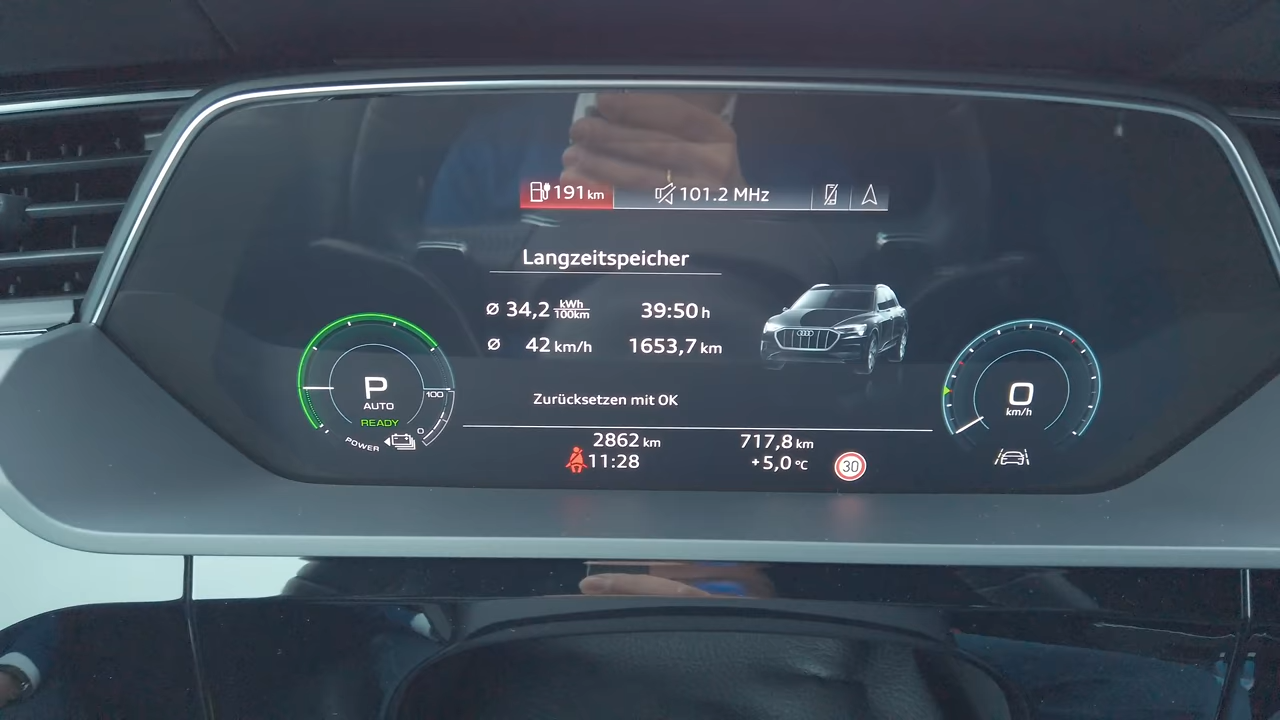 191 km 101.2 MHz
Langzeitspeicher
Ø 34,2 kWh/100km 39:50 h
Ø 42 km/h 1653,7 km
Zurücksetzen mit OK
P
AUTO
READY
100
0
POWER
0
km/h
2862 km 717,8 km
11:28 +5,0 °C
30